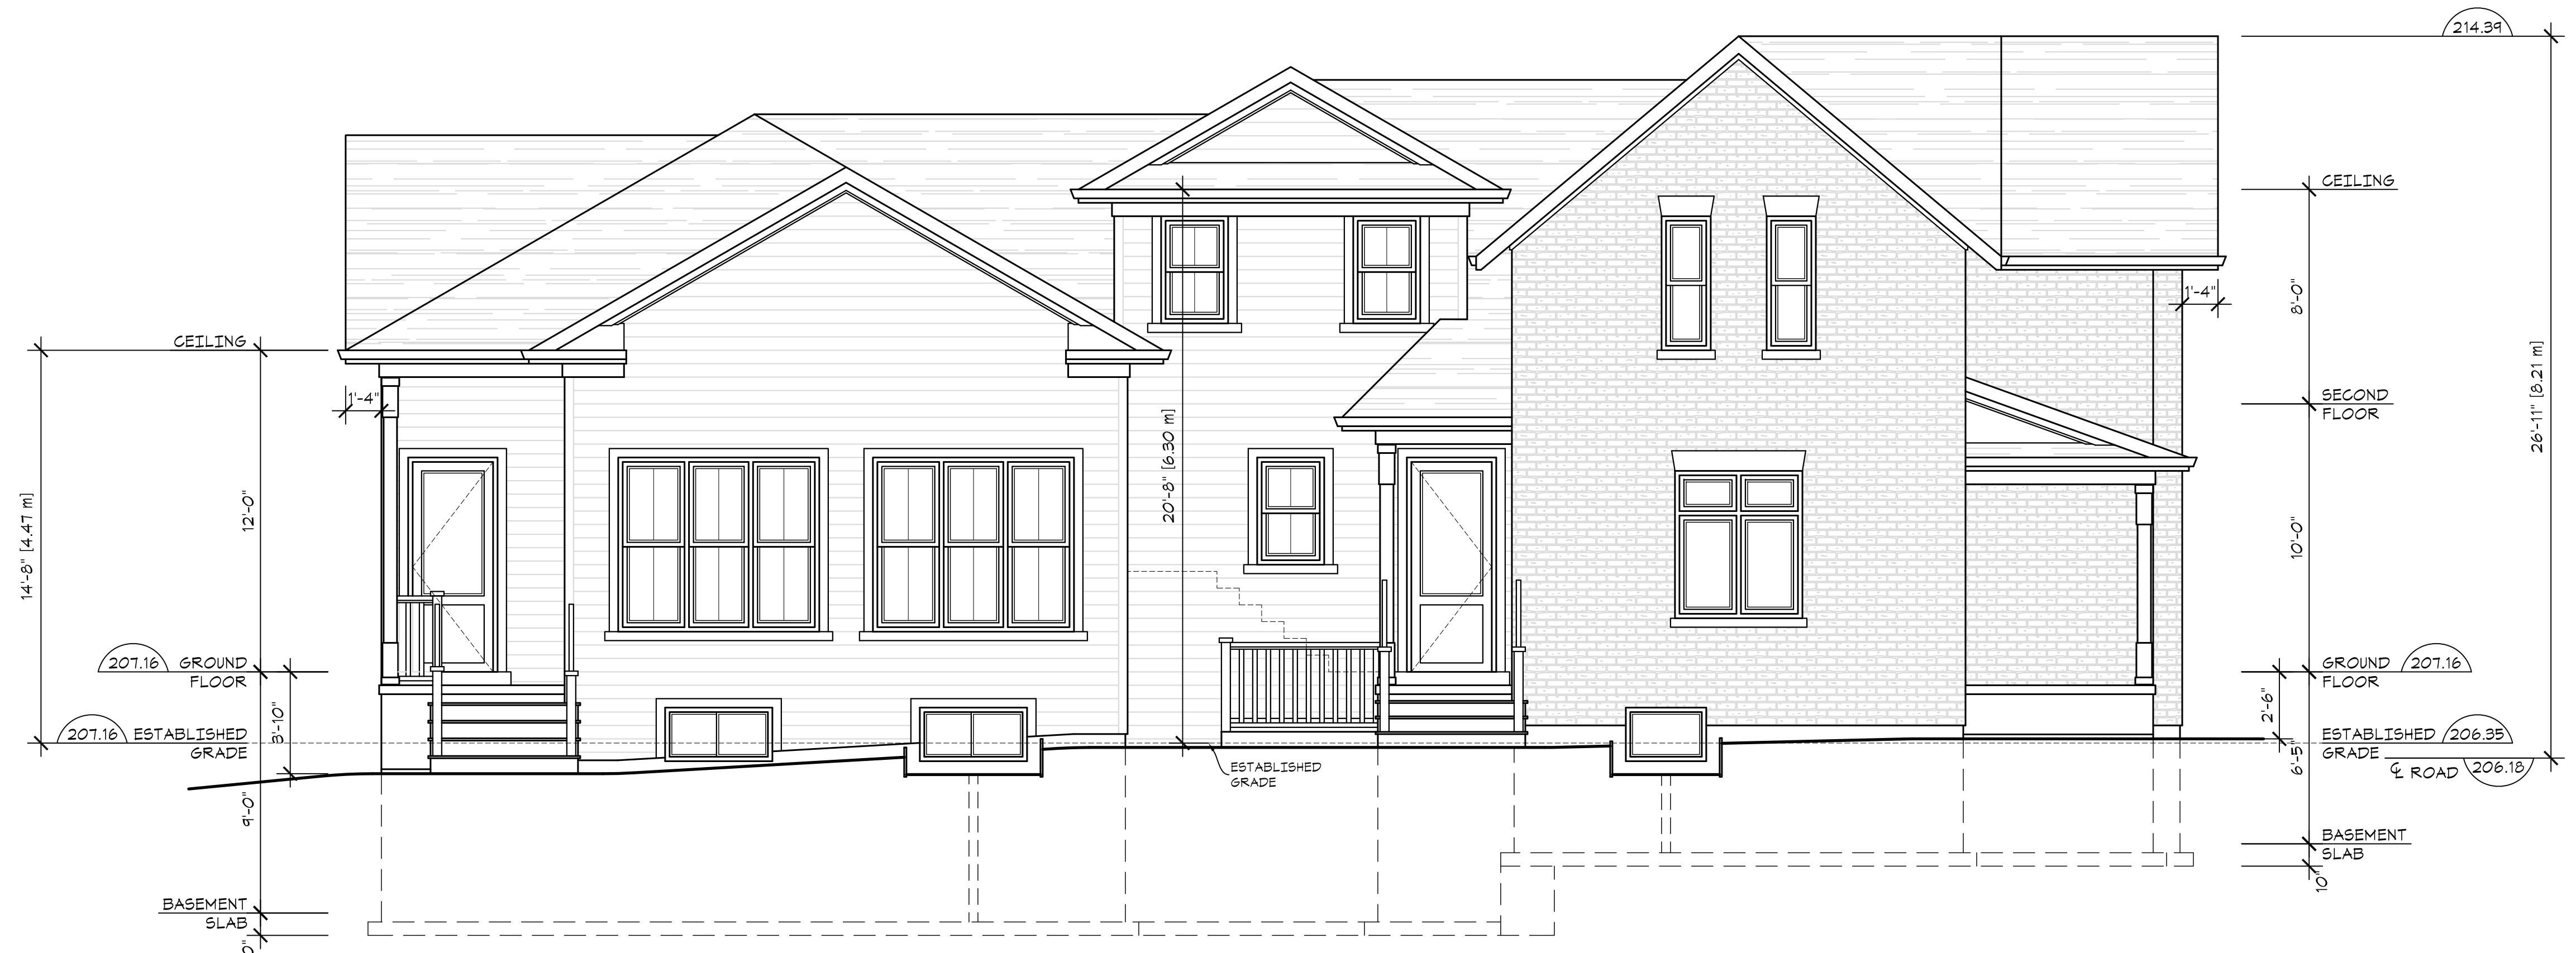 214.39
CEILING
8'-0"
1'-4"
26'-11" [8.21 m]
CEILING
SECOND
FLOOR
1'-4"
20'-8" [6.30 m]
12'-0"
14'-8" [4.47 m]
10'-0"
207.16 GROUND
FLOOR
GROUND 207.16
FLOOR
3'-10"
2'-6"
207.16 ESTABLISHED
GRADE
ESTABLISHED 206.35
GRADE
ESTABLISHED
GRADE
6'-5"
℄ ROAD 206.18
9'-0"
BASEMENT
SLAB
10"
BASEMENT
SLAB